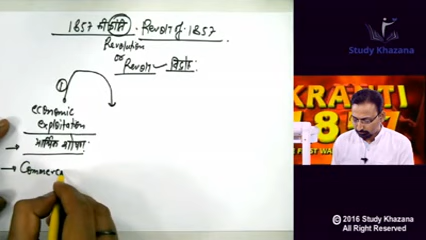 1857 की क्रांति . Revolt of 1857
Revolution
or
Revolt विद्रोह :
①
economic
exploitation
आर्थिक शोषण
→ Commerc
Study Khazana
KRANTI
1857
© 2016 Study Khazana
All Right Reserved